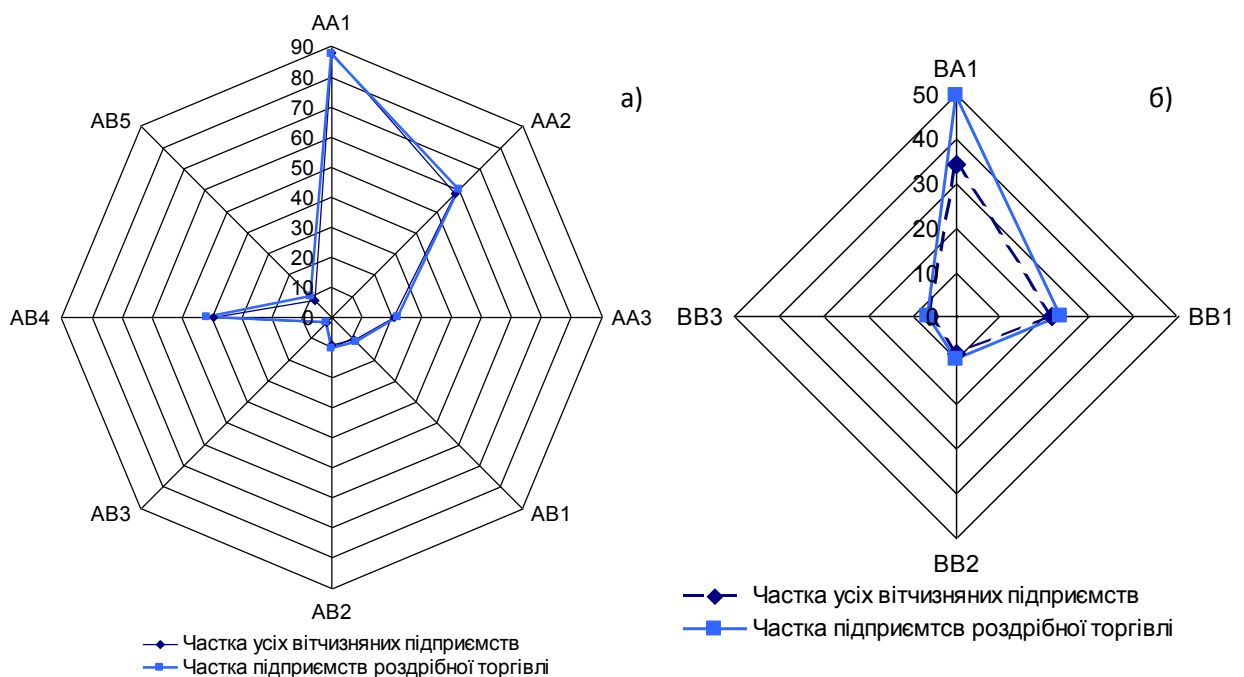 AA1
90
80
70
60
50
40
30
20
10
0
AA2
AA3
AB1
AB2
AB3
AB4
AB5
а)
Частка усіх вітчизняних підприємств
Частка підприємств роздрібної торгівлі
BA1
50
40
30
20
10
0
б)
BB1
BB2
BB3
Частка усіх вітчизняних підприємств
Частка підприємтсв роздрібної торгівлі